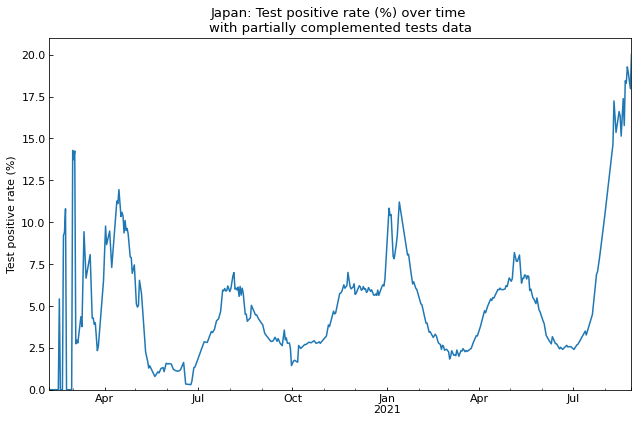 Japan: Test positive rate (%) over time
with partially complemented tests data
Test positive rate (%)
20.0
17.5
15.0
12.5
10.0
7.5
5.0
2.5
0.0
Apr
Jul
Oct
Jan
2021
Apr
Jul